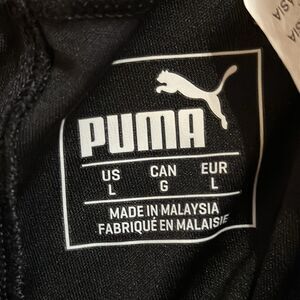 PUMA
US CAN EUR
L G L
MADE IN MALAYSIA
FABRIQUÉ EN MALAISIE